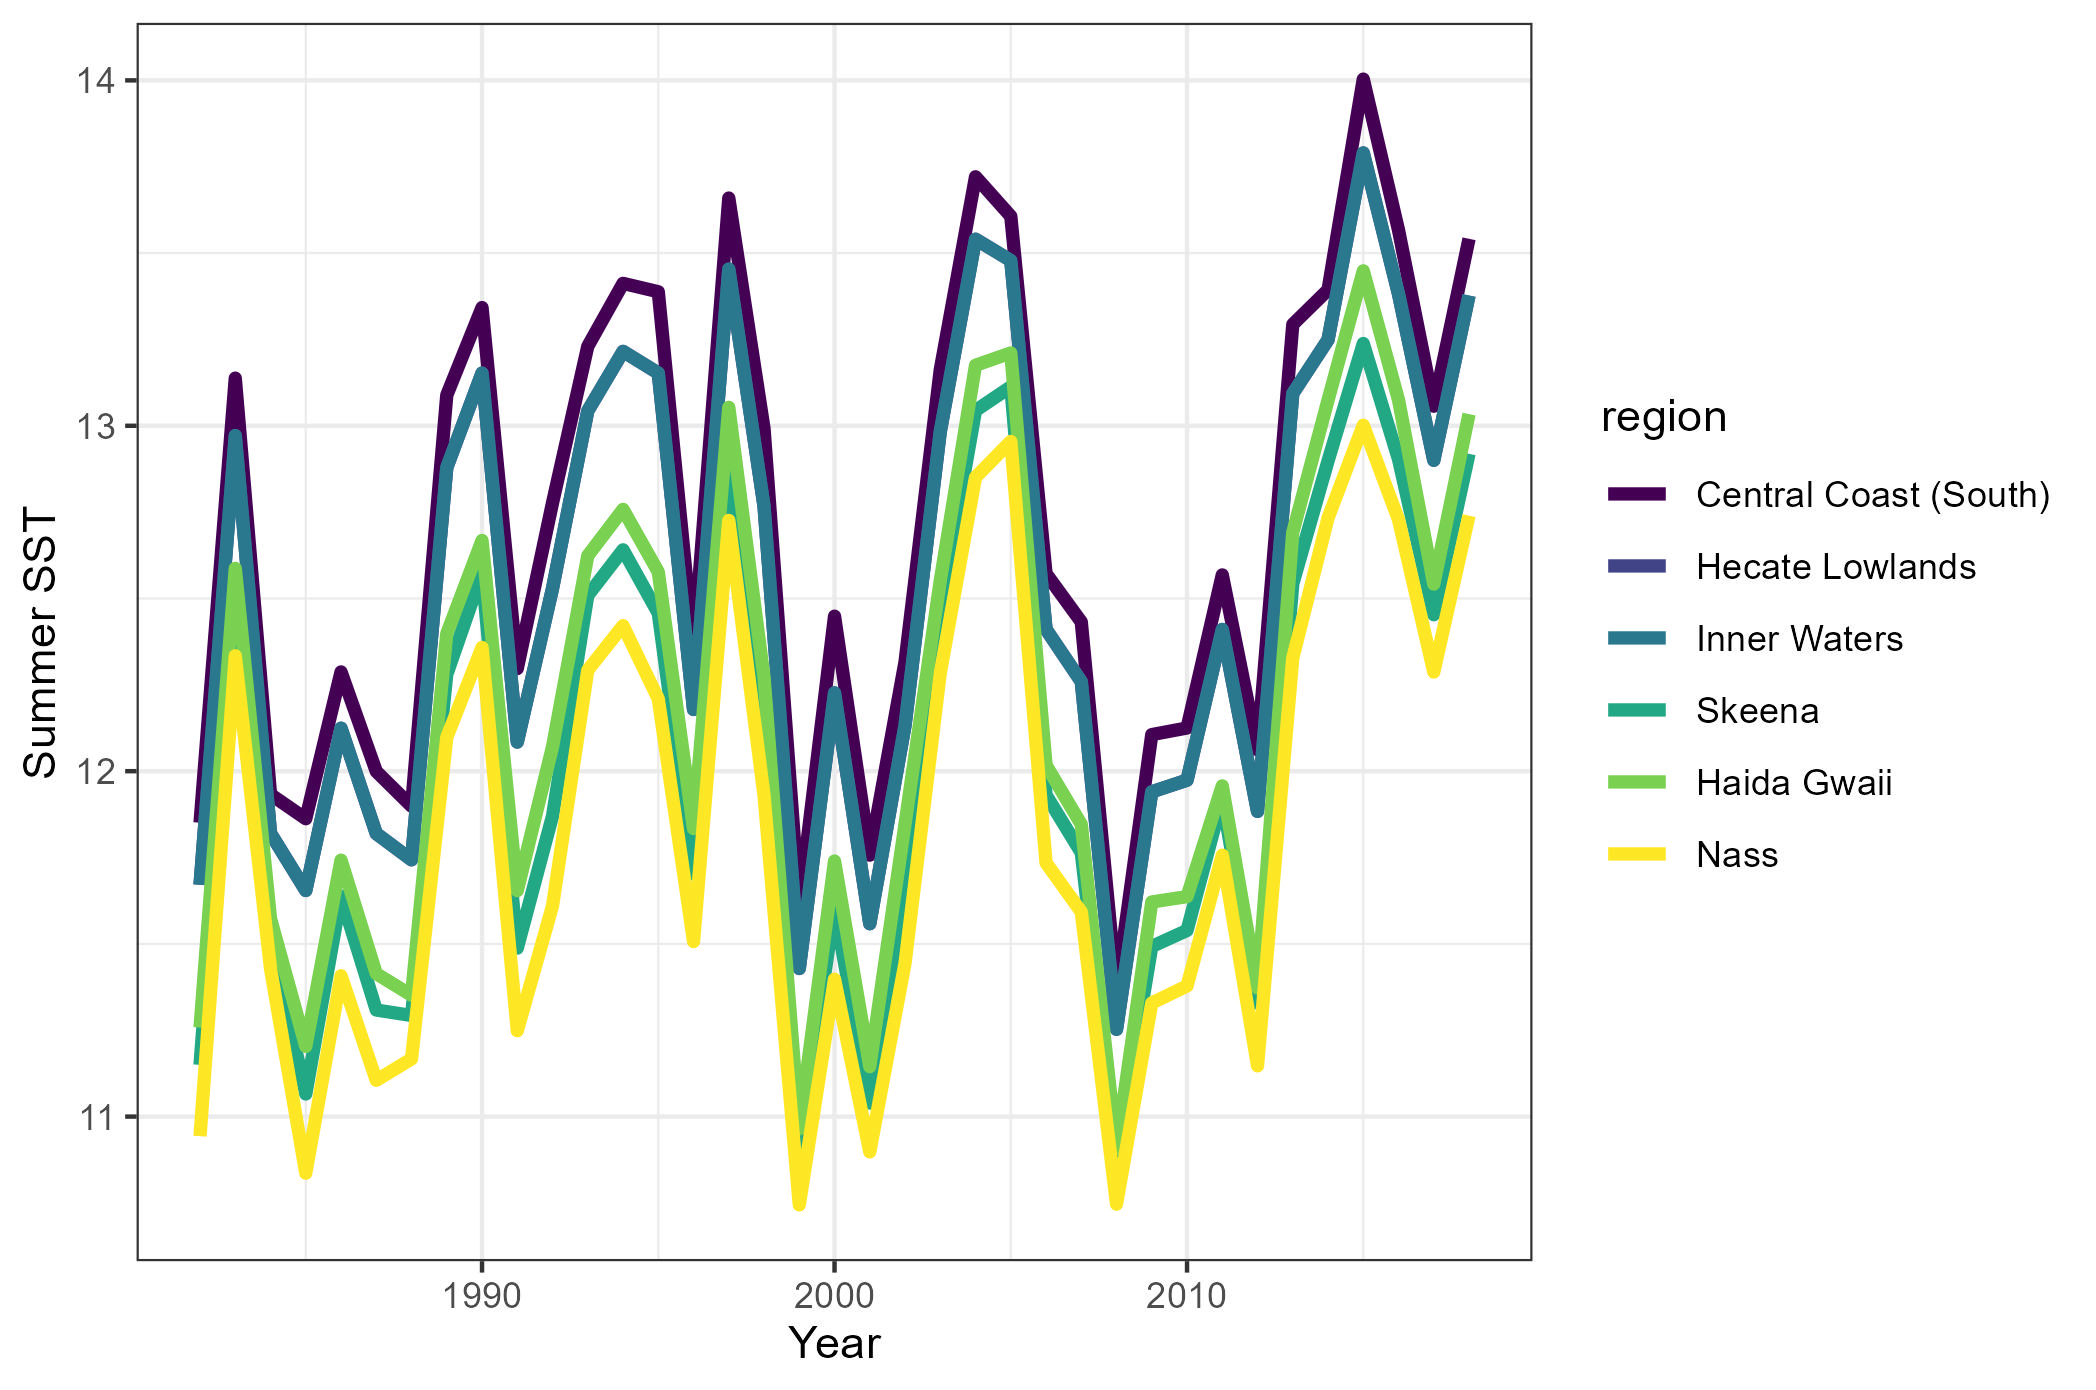 14
13
12
11
Summer SST
1990
2000
2010
Year
region
Central Coast (South)
Hecate Lowlands
Inner Waters
Skeena
Haida Gwaii
Nass